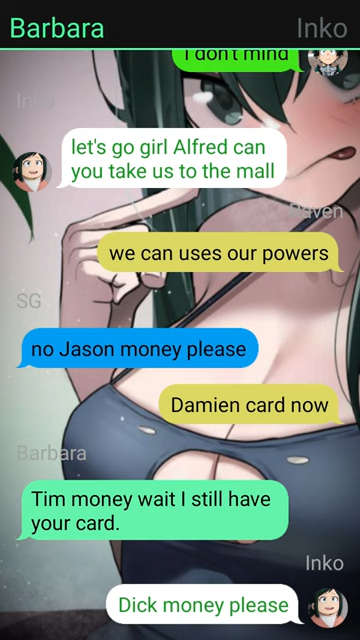 Barbara
Inko
I don't mind
Inko
let's go girl Alfred can
you take us to the mall
Raven
we can uses our powers
SG
no Jason money please
Damien card now
Barbara
Tim money wait I still have
your card.
Inko
Dick money please